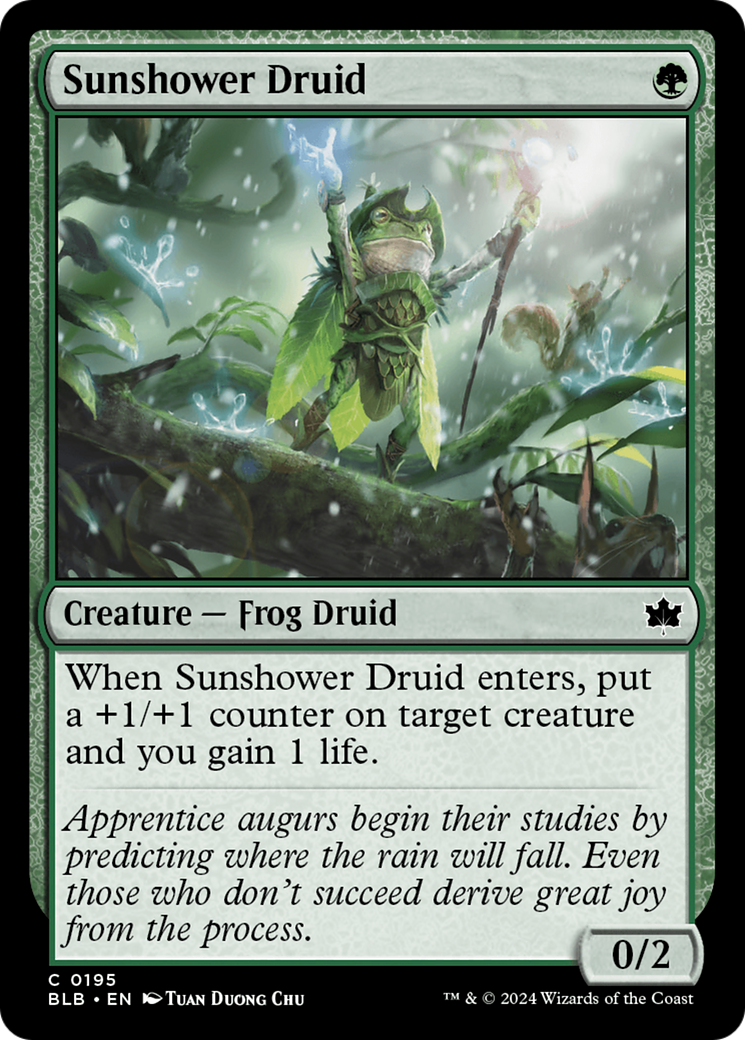 Sunshower Druid
Creature — Frog Druid
When Sunshower Druid enters, put
a +1/+1 counter on target creature
and you gain 1 life.
Apprentice augurs begin their studies by
predicting where the rain will fall. Even
those who don't succeed derive great joy
from the process.
0/2
C 0195
BLB • EN Tuan Duong Chu
™ & © 2024 Wizards of the Coast